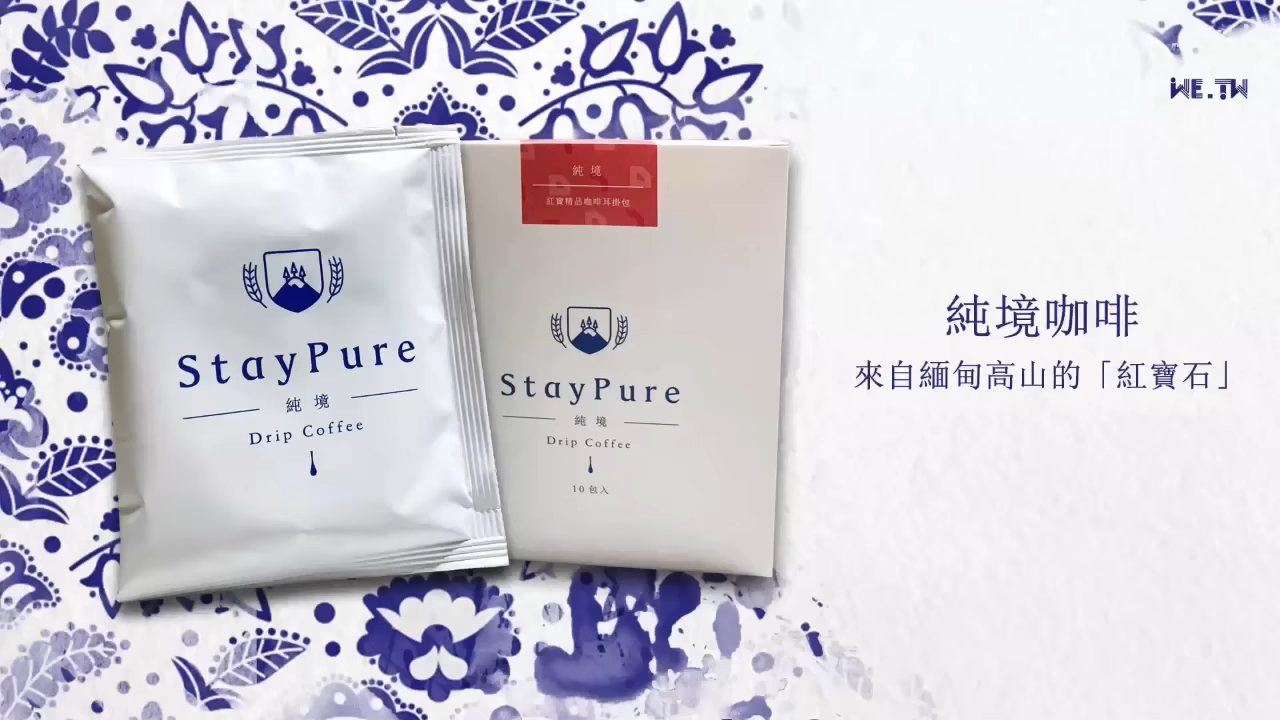 WE.TW
純境
紅寶精品咖啡耳掛包
StayPure
純境
Drip Coffee
StayPure
純境
Drip Coffee
10 包入
純境咖啡
來自緬甸高山的「紅寶石」